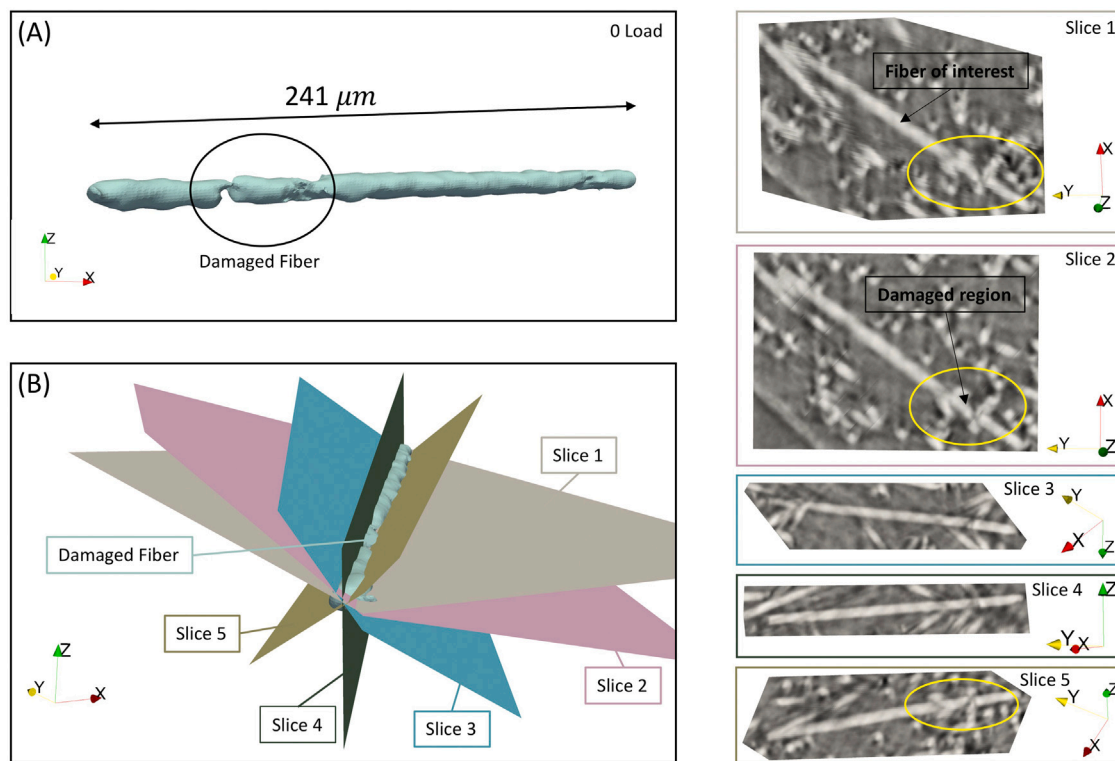 (A)
0 Load
241 μm
Damaged Fiber
Z
Y
X
(B)
Slice 1
Damaged Fiber
Slice 5
Slice 2
Slice 4
Slice 3
Z
Y
X
Slice 1
Fiber of interest
X
Y
Z
Slice 2
Damaged region
X
Y
Z
Slice 3
Y
X
Z
Slice 4
Z
Y
X
Slice 5
Z
Y
X